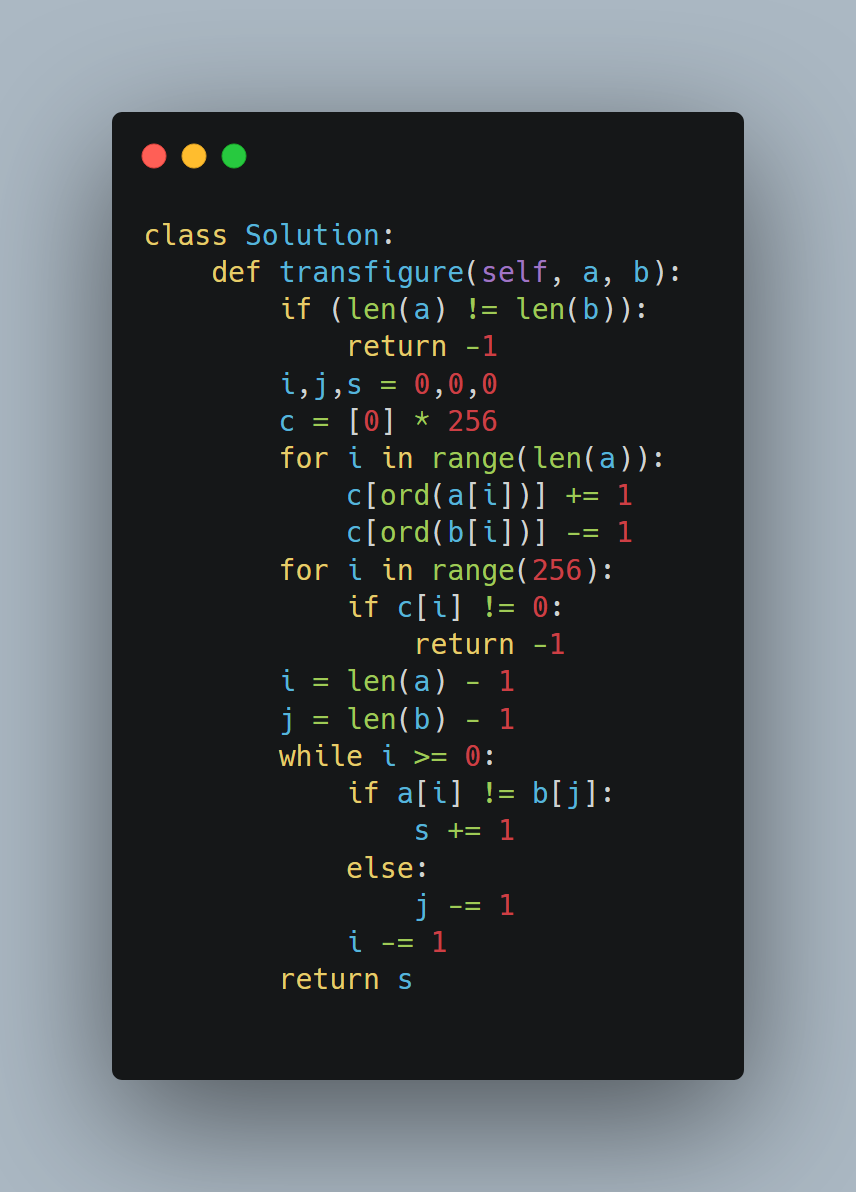 class Solution:
    def transfigure(self, a, b):
        if (len(a) != len(b)):
            return -1
        i,j,s = 0,0,0
        c = [0] * 256
        for i in range(len(a)):
            c[ord(a[i])] += 1
            c[ord(b[i])] -= 1
        for i in range(256):
            if c[i] != 0:
                return -1
        i = len(a) - 1
        j = len(b) - 1
        while i >= 0:
            if a[i] != b[j]:
                s += 1
            else:
                j -= 1
            i -= 1
        return s